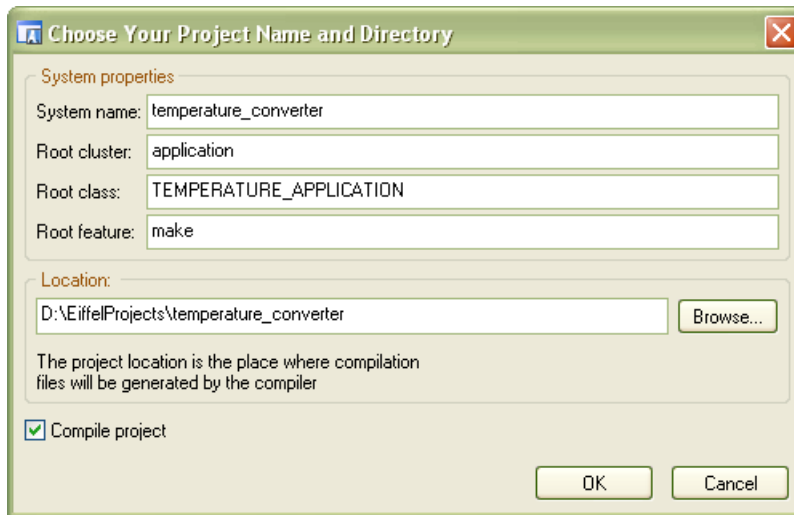 Choose Your Project Name and Directory
System properties
System name: temperature_converter
Root cluster: application
Root class: TEMPERATURE_APPLICATION
Root feature: make
Location:
D:\EiffelProjects\temperature_converter Browse...
The project location is the place where compilation
files will be generated by the compiler
Compile project
OK Cancel